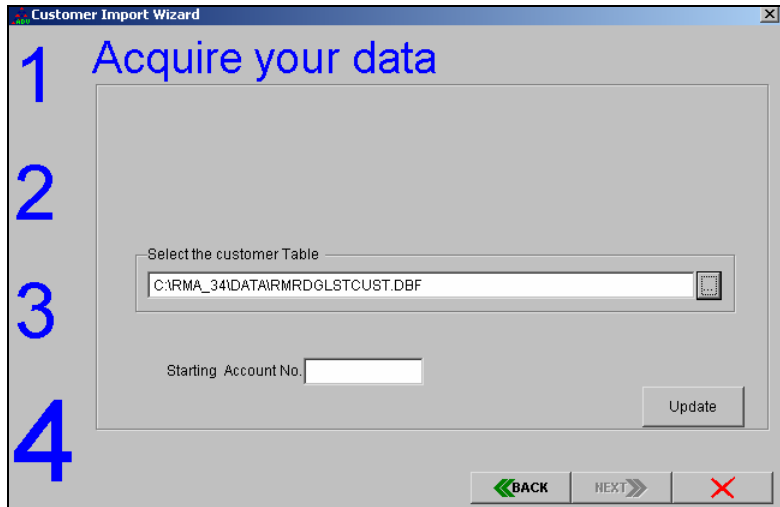 Customer Import Wizard
Acquire your data
1
2
3
4
Select the customer Table
C:\RMA_34\DATA\RMRDGLSTCUST.DBF
...
Starting Account No.
Update
BACK
NEXT